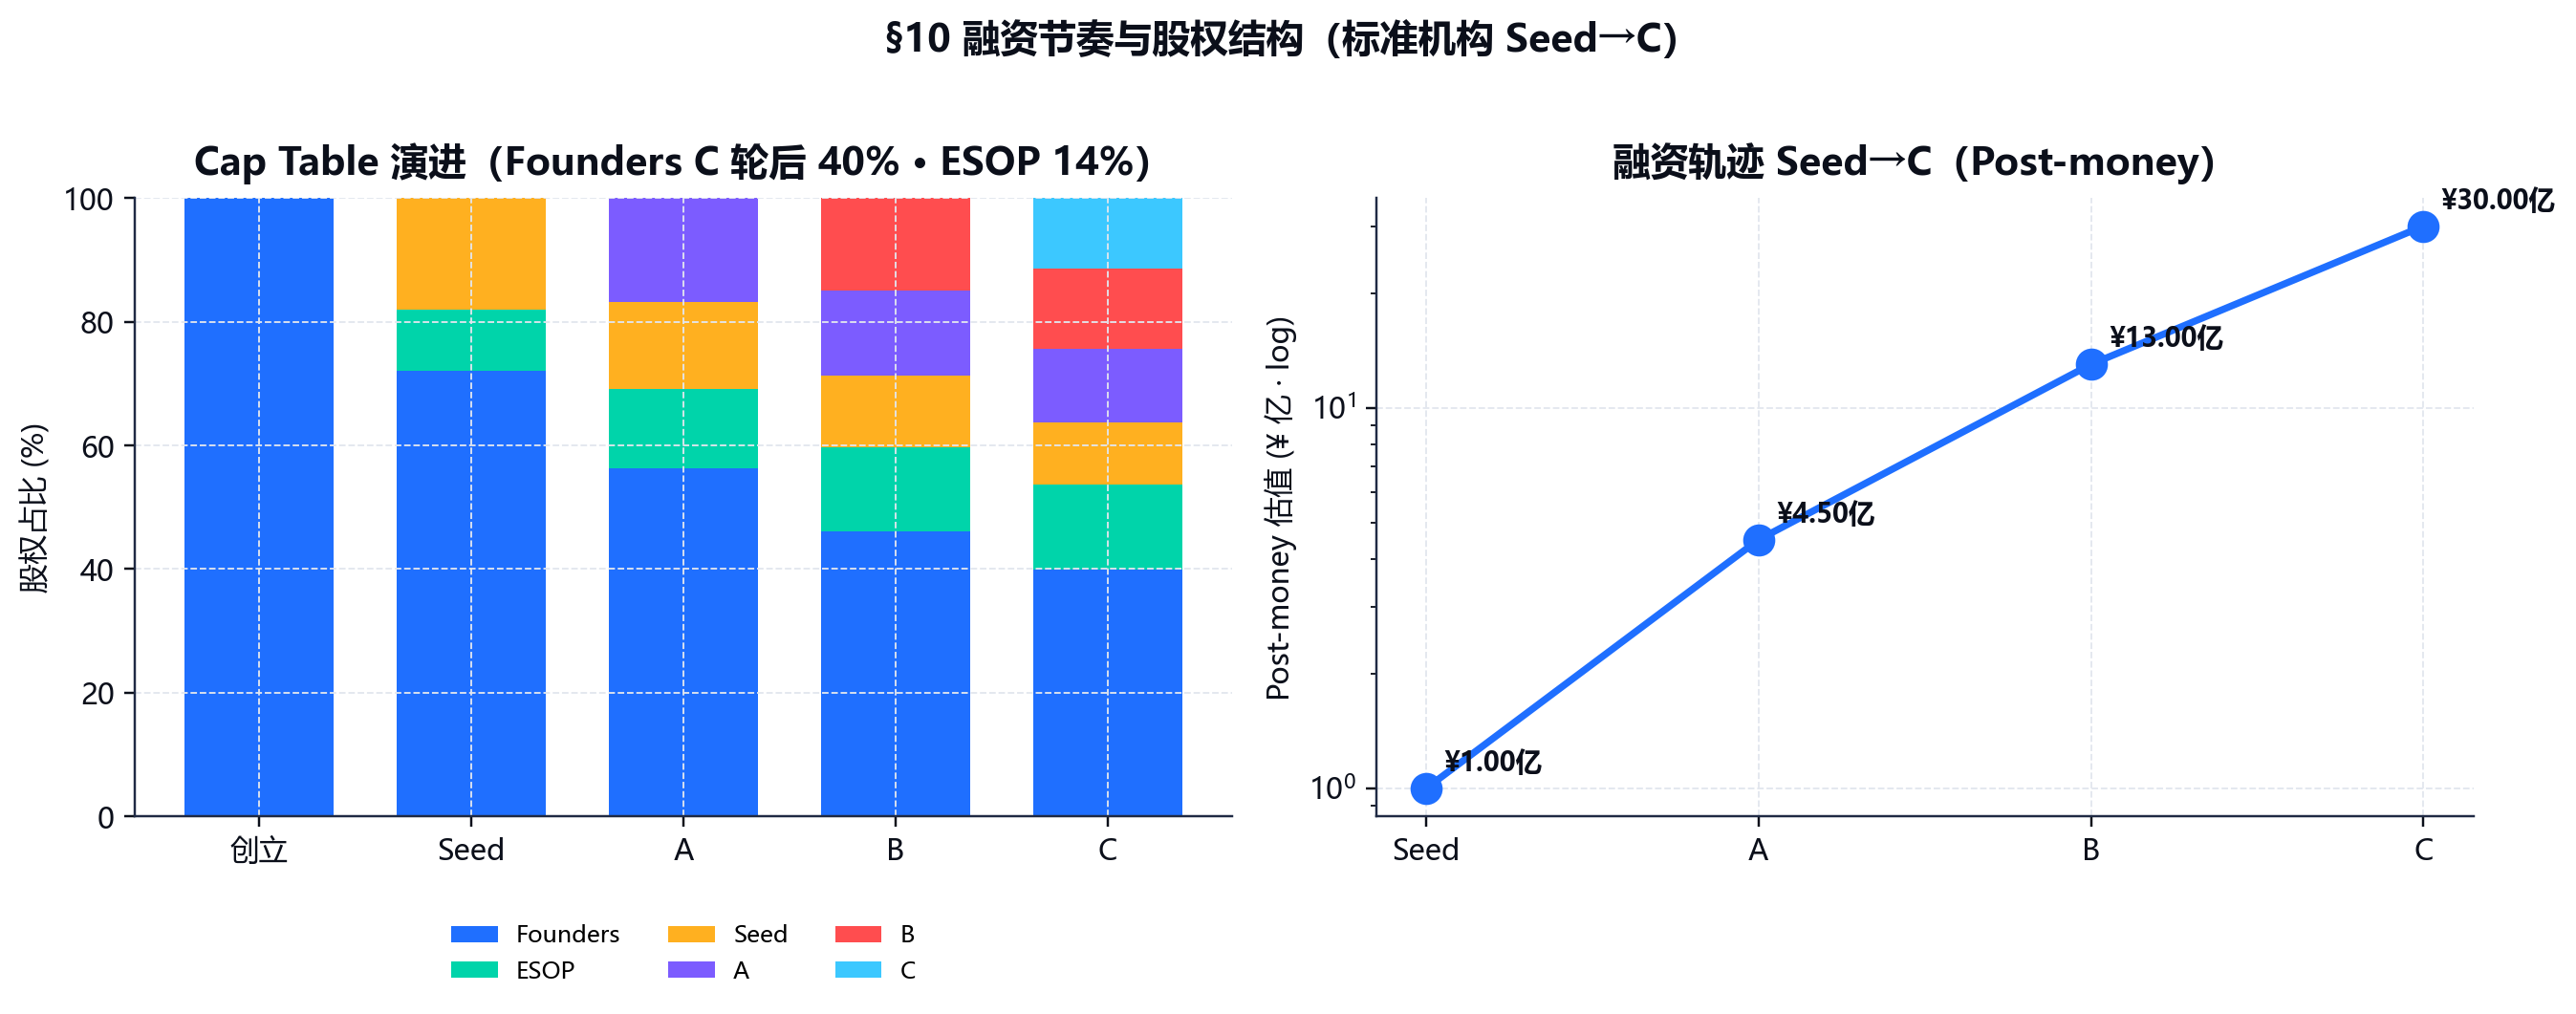 §10 融资节奏与股权结构（标准机构 Seed→C）
Cap Table 演进（Founders C 轮后 40% • ESOP 14%）
股权占比 (%)
100
80
60
40
20
0
创立
Seed
A
B
C
Founders
ESOP
Seed
A
B
C
融资轨迹 Seed→C（Post-money）
Post-money 估值 (¥ 亿 · log)
10¹
10⁰
¥1.00亿
¥4.50亿
¥13.00亿
¥30.00亿
Seed
A
B
C